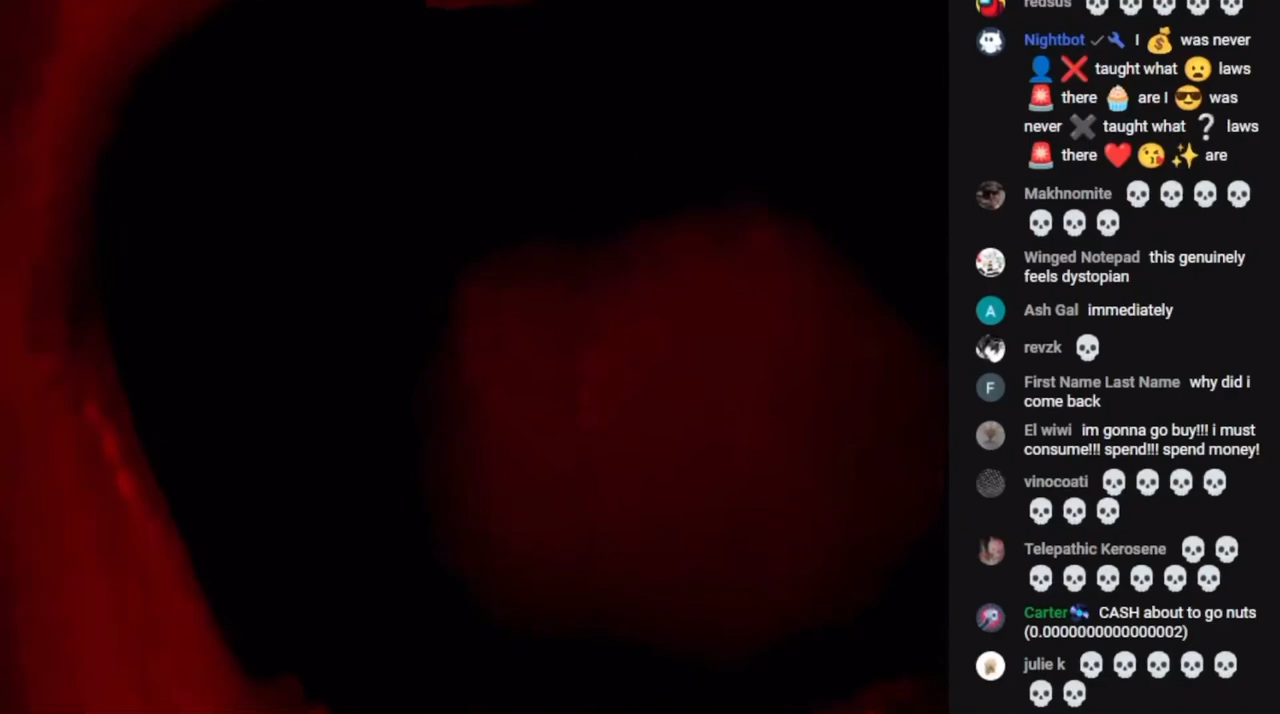 redsus 💀 💀 💀 💀 💀
Nightbot ✓ 🔧 I 💰 was never
👤 ❌ taught what 😦 laws
🚨 there 🧁 are I 😎 was
never ✖️ taught what ❔ laws
🚨 there ❤️ 😘 ✨ are
Makhnomite 💀 💀 💀 💀
💀 💀 💀
Winged Notepad this genuinely
feels dystopian
A Ash Gal immediately
revzk 💀
F First Name Last Name why did i
come back
El wiwi im gonna go buy!!! i must
consume!!! spend!!! spend money!
vinocoati 💀 💀 💀 💀
💀 💀 💀
Telepathic Kerosene 💀 💀
💀 💀 💀 💀 💀 💀
Carter CASH about to go nuts
(0.0000000000000002)
julie k 💀 💀 💀 💀 💀
💀 💀